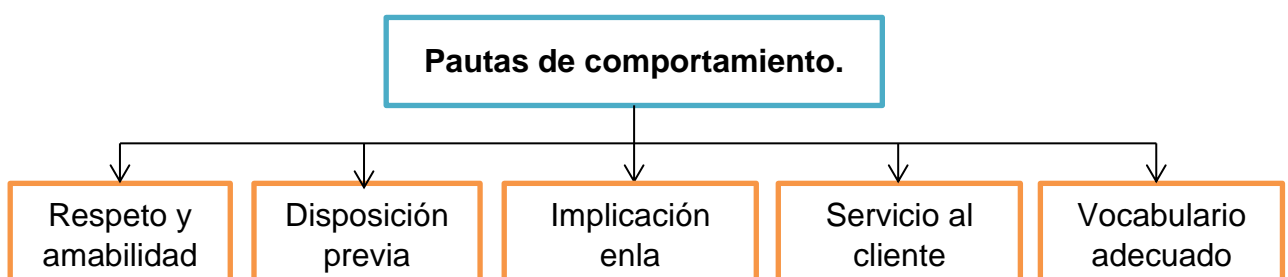 Pautas de comportamiento.
Respeto y
amabilidad
Disposición
previa
Implicación
enla
Servicio al
cliente
Vocabulario
adecuado